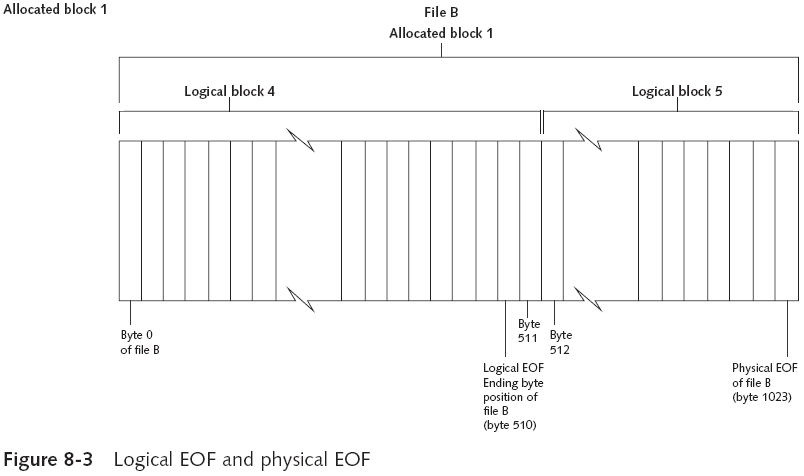 Allocated block 1
File B
Allocated block 1
Logical block 4
Logical block 5
Byte 0
of file B
Byte
511
Byte
512
Logical EOF
Ending byte
position of
file B
(byte 510)
Physical EOF
of file B
(byte 1023)
Figure 8-3 Logical EOF and physical EOF